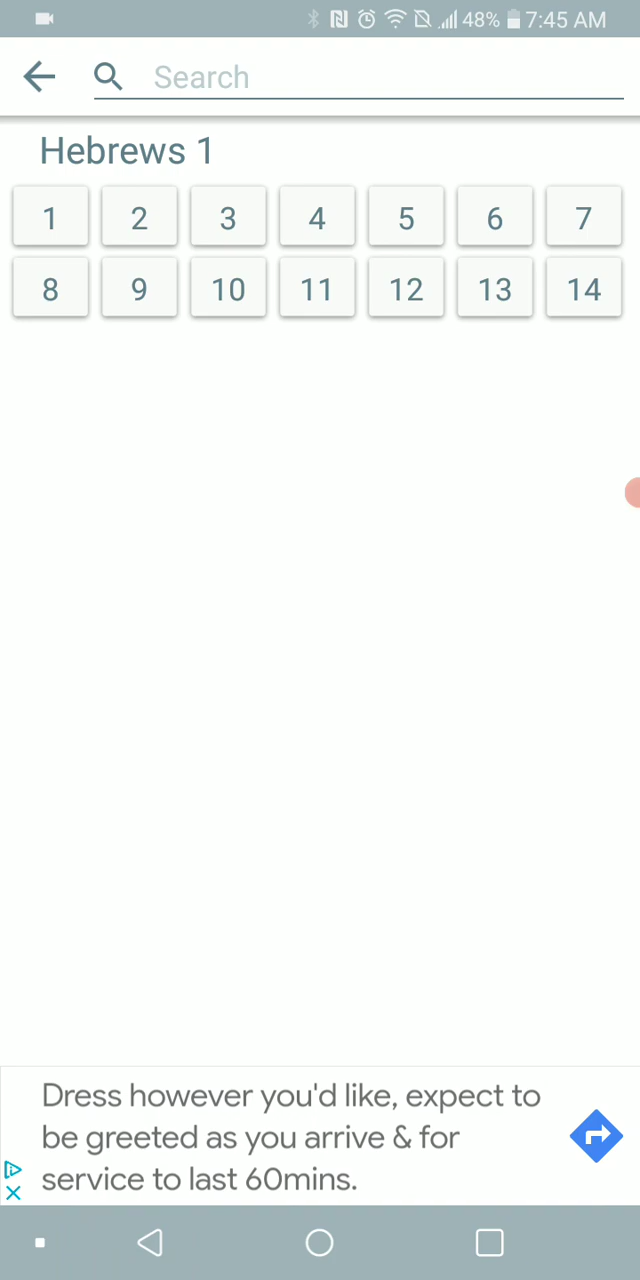 48% 7:45 AM
Search
Hebrews 1
1 2 3 4 5 6 7
8 9 10 11 12 13 14
Dress however you'd like, expect to
be greeted as you arrive & for
service to last 60mins.